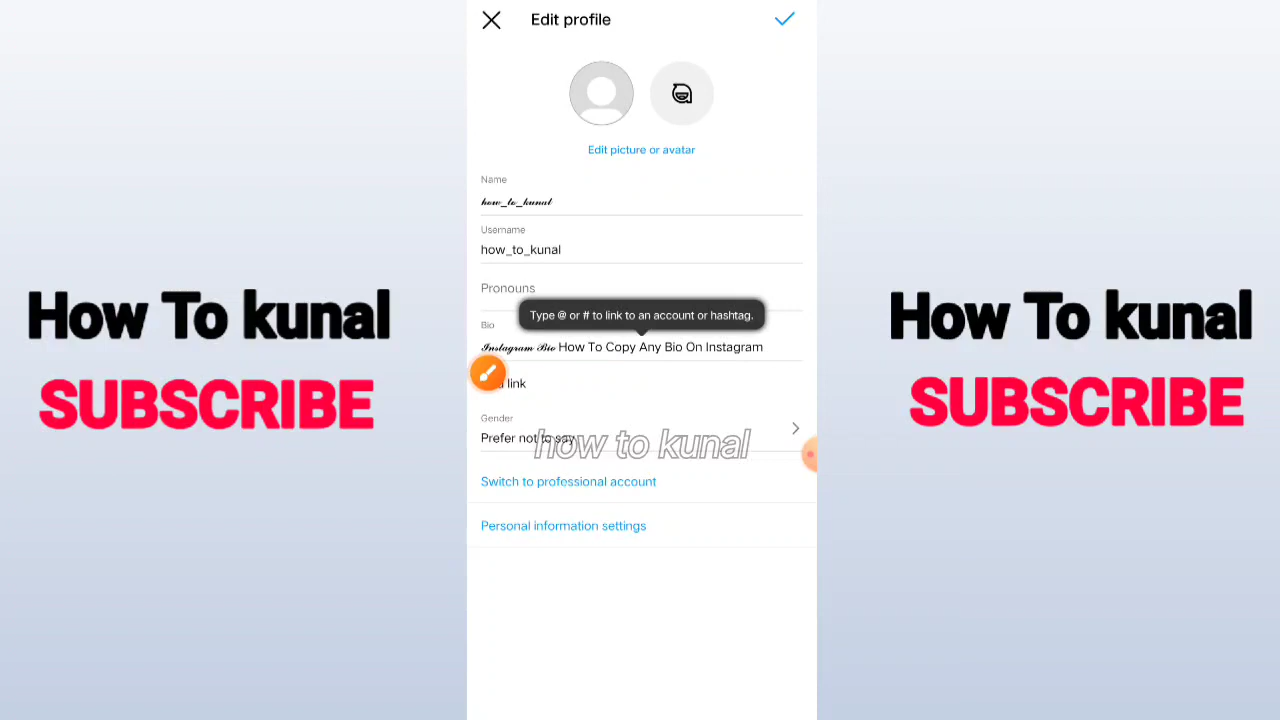 Edit profile
Edit picture or avatar
Name
𝓱𝓸𝔀_𝓽𝓸_𝓴𝓾𝓷𝓪𝓵
Username
how_to_kunal
Pronouns
Type @ or # to link to an account or hashtag.
Bio
𝓘𝓷𝓼𝓽𝓪𝓰𝓻𝓪𝓶 𝓑𝓲𝓸 How To Copy Any Bio On Instagram
link
Gender
Prefer not to say
how to kunal
Switch to professional account
Personal information settings
How To kunal
SUBSCRIBE
How To kunal
SUBSCRIBE